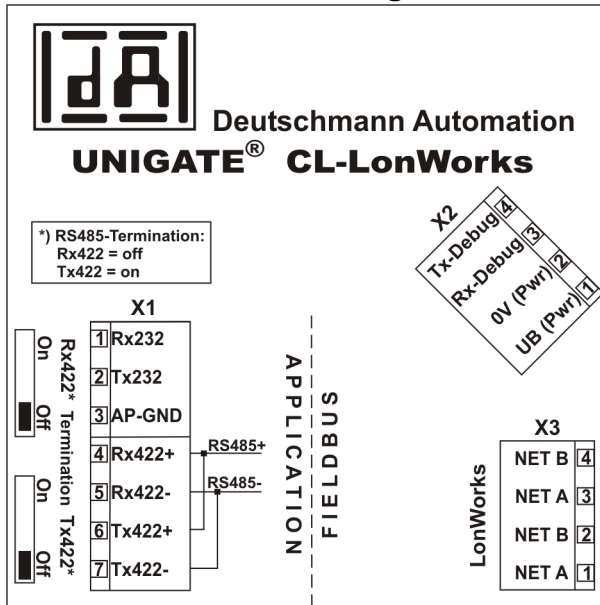 dA
Deutschmann Automation
UNIGATE® CL-LonWorks
*) RS485-Termination:
Rx422 = off
Tx422 = on
X2
4 Tx-Debug
3 Rx-Debug
2 0V (Pwr)
1 UB (Pwr)
X1
1 Rx232
2 Tx232
3 AP-GND
4 Rx422+
5 Rx422-
6 Tx422+
7 Tx422-
RS485+
RS485-
On Off
Rx422* Termination Tx422*
On Off
APPLICATION
FIELDBUS
X3
LonWorks
NET B 4
NET A 3
NET B 2
NET A 1